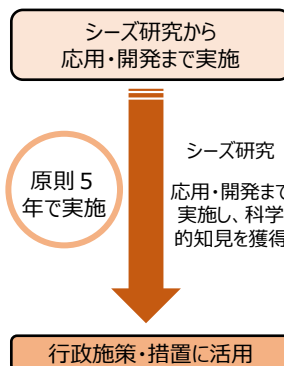 シーズ研究から
応用・開発まで実施
原則5
年で実施
シーズ研究
応用・開発まで
実施し、科学
的知見を獲得
行政施策・措置に活用